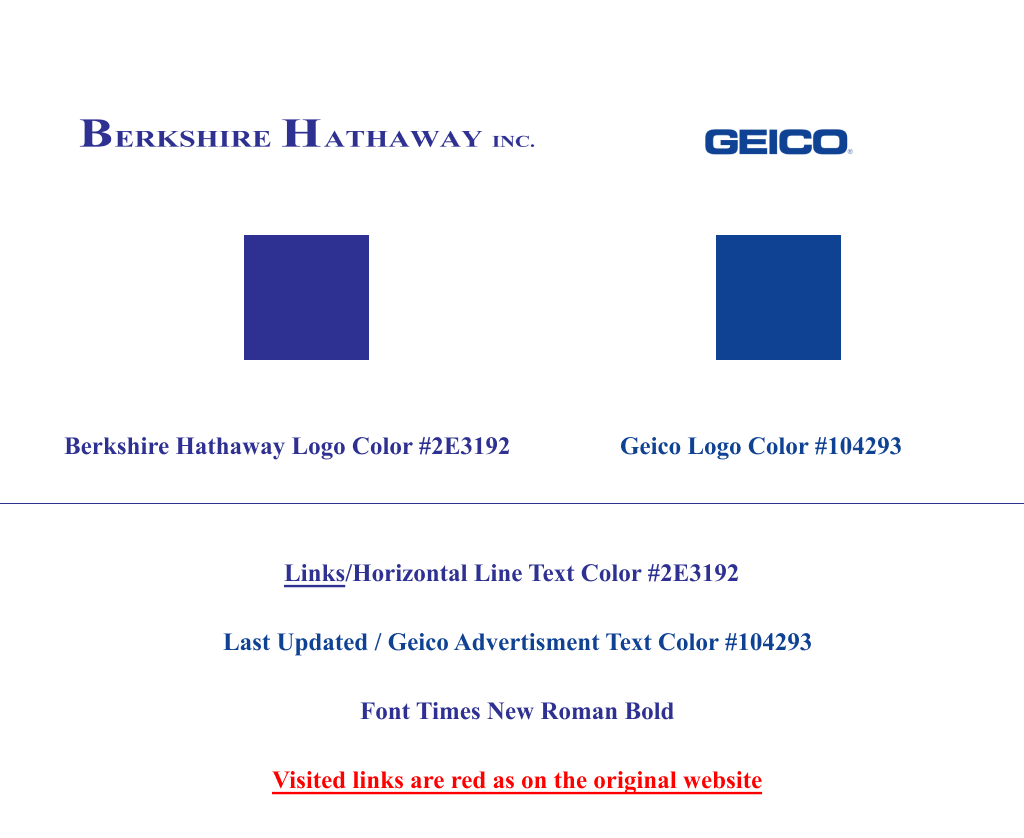 BERKSHIRE HATHAWAY INC.
GEICO®
Berkshire Hathaway Logo Color #2E3192
Geico Logo Color #104293
Links/Horizontal Line Text Color #2E3192
Last Updated / Geico Advertisment Text Color #104293
Font Times New Roman Bold
Visited links are red as on the original website